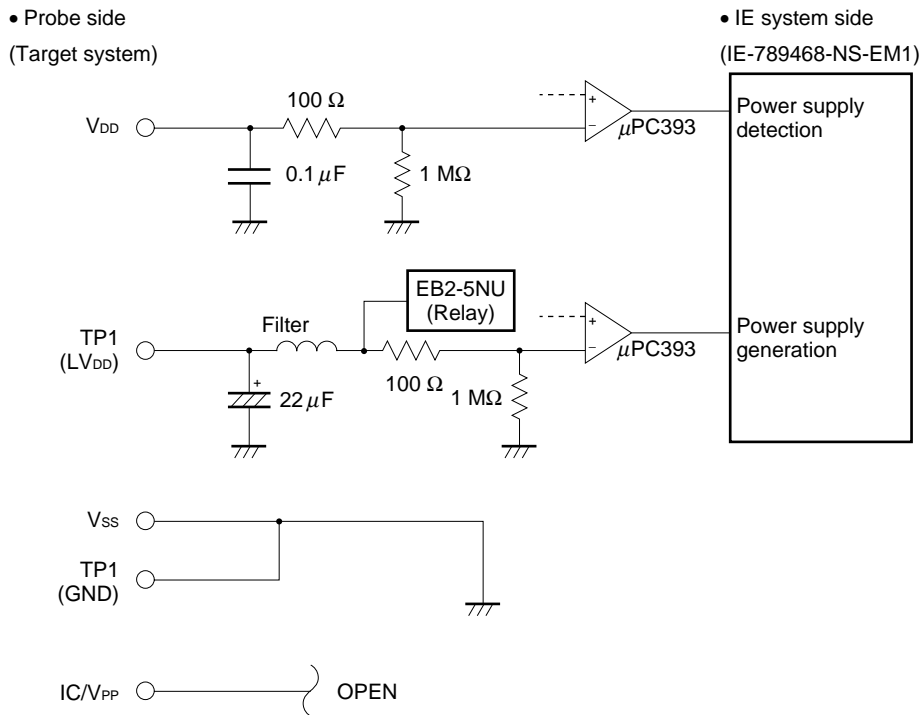 • Probe side
(Target system)
• IE system side
(IE-789468-NS-EM1)
VDD
100 Ω
0.1 μF
1 MΩ
+
−
μPC393
Power supply
detection
TP1
(LVDD)
Filter
+
22 μF
EB2-5NU
(Relay)
100 Ω
1 MΩ
+
−
μPC393
Power supply
generation
VSS
TP1
(GND)
IC/VPP
OPEN